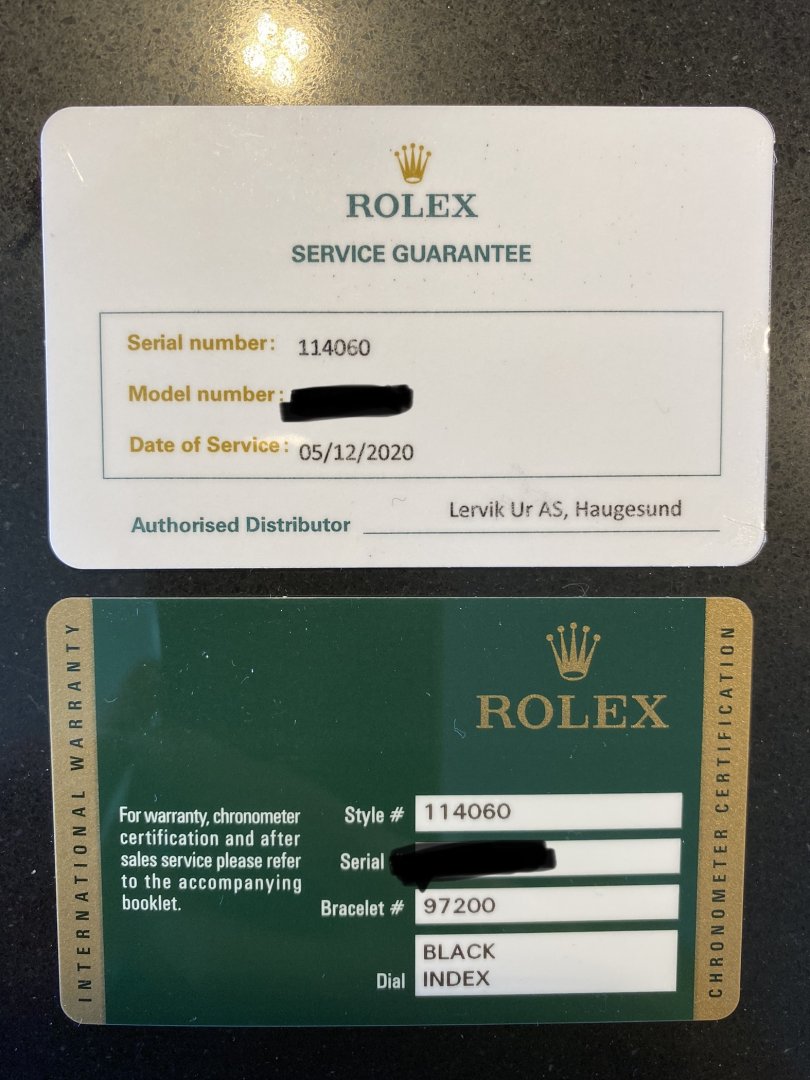 ROLEX
SERVICE GUARANTEE
Serial number: 114060
Model number:
Date of Service: 05/12/2020
Authorised Distributor Lervik Ur AS, Haugesund
INTERNATIONAL WARRANTY
ROLEX
For warranty, chronometer
certification and after
sales service please refer
to the accompanying
booklet.
Style # 114060
Serial
Bracelet # 97200
Dial BLACK
INDEX
CHRONOMETER CERTIFICATION